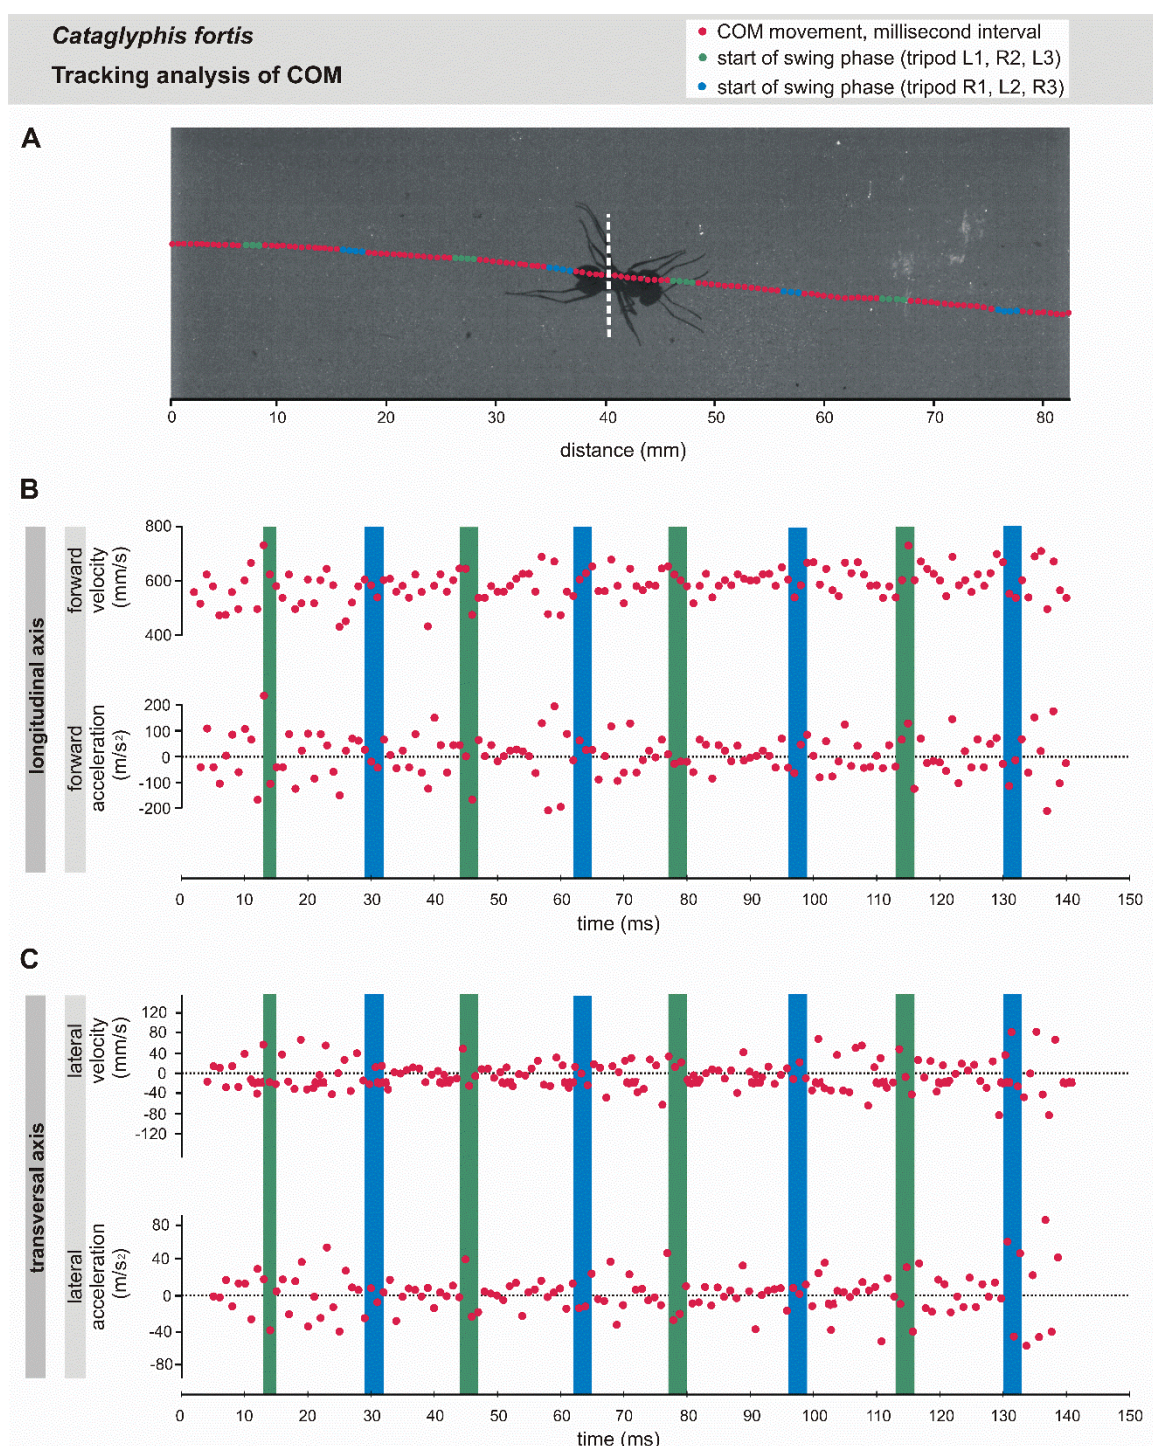 Cataglyphis fortis
Tracking analysis of COM
COM movement, millisecond interval
start of swing phase (tripod L1, R2, L3)
start of swing phase (tripod R1, L2, R3)
A
0 10 20 30 40 50 60 70 80
distance (mm)
B
longitudinal axis
forward
velocity
(mm/s)
800
600
400
forward
acceleration
(m/s2)
200
100
0
-100
-200
0 10 20 30 40 50 60 70 80 90 100 110 120 130 140 150
time (ms)
C
transversal axis
lateral
velocity
(mm/s)
120
80
40
0
-40
-80
-120
lateral
acceleration
(m/s2)
80
40
0
-40
-80
0 10 20 30 40 50 60 70 80 90 100 110 120 130 140 150
time (ms)